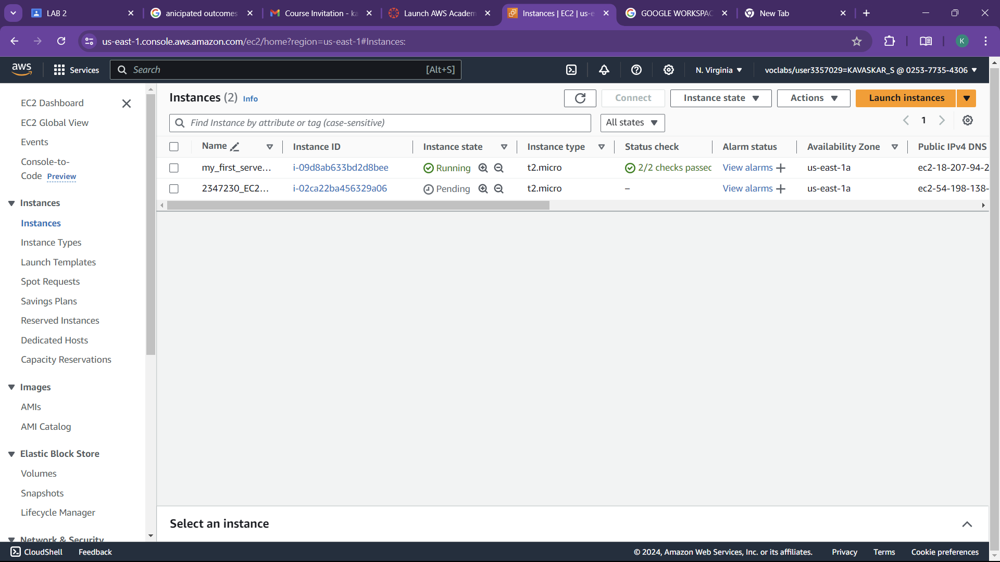 LAB 2
anicipated outcomes
Course Invitation - ka
Launch AWS Academ
Instances | EC2 | us-e
GOOGLE WORKSPAC
New Tab
us-east-1.console.aws.amazon.com/ec2/home?region=us-east-1#Instances:
K
aws
Services
Search
[Alt+S]
N. Virginia
voclabs/user3357029=KAVASKAR_S @ 0253-7735-4306
EC2 Dashboard
EC2 Global View
Events
Console-to-
Code Preview
Instances
Instances
Instance Types
Launch Templates
Spot Requests
Savings Plans
Reserved Instances
Dedicated Hosts
Capacity Reservations
Images
AMIs
AMI Catalog
Elastic Block Store
Volumes
Snapshots
Lifecycle Manager
Network & Security
Instances (2) Info
Connect
Instance state
Actions
Launch instances
Find Instance by attribute or tag (case-sensitive)
All states
1
Name Instance ID Instance state Instance type Status check Alarm status Availability Zone Public IPv4 DNS
my_first_serve... i-09d8ab633bd2d8bee Running t2.micro 2/2 checks passed View alarms + us-east-1a ec2-18-207-94-2
2347230_EC2... i-02ca22ba456329a06 Pending t2.micro – View alarms + us-east-1a ec2-54-198-138-
Select an instance
CloudShell
Feedback
© 2024, Amazon Web Services, Inc. or its affiliates.
Privacy
Terms
Cookie preferences